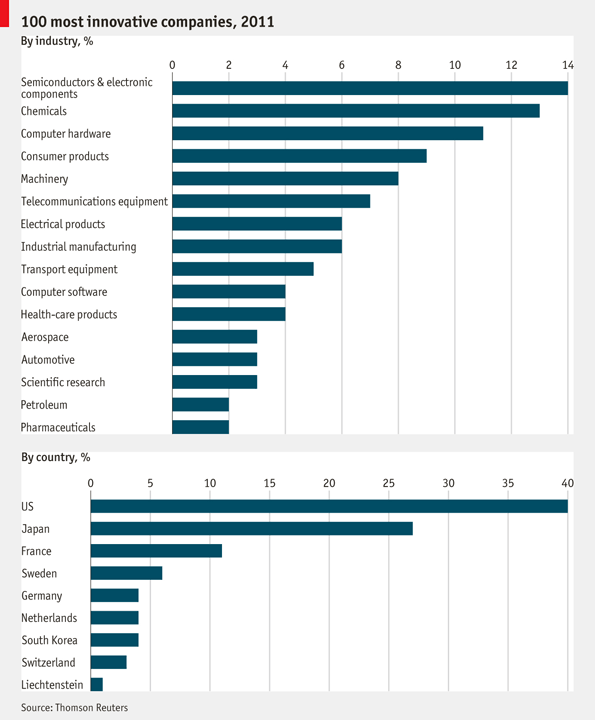 100 most innovative companies, 2011
By industry, %
0 2 4 6 8 10 12 14
Semiconductors & electronic
components
Chemicals
Computer hardware
Consumer products
Machinery
Telecommunications equipment
Electrical products
Industrial manufacturing
Transport equipment
Computer software
Health-care products
Aerospace
Automotive
Scientific research
Petroleum
Pharmaceuticals
By country, %
0 5 10 15 20 25 30 35 40
US
Japan
France
Sweden
Germany
Netherlands
South Korea
Switzerland
Liechtenstein
Source: Thomson Reuters